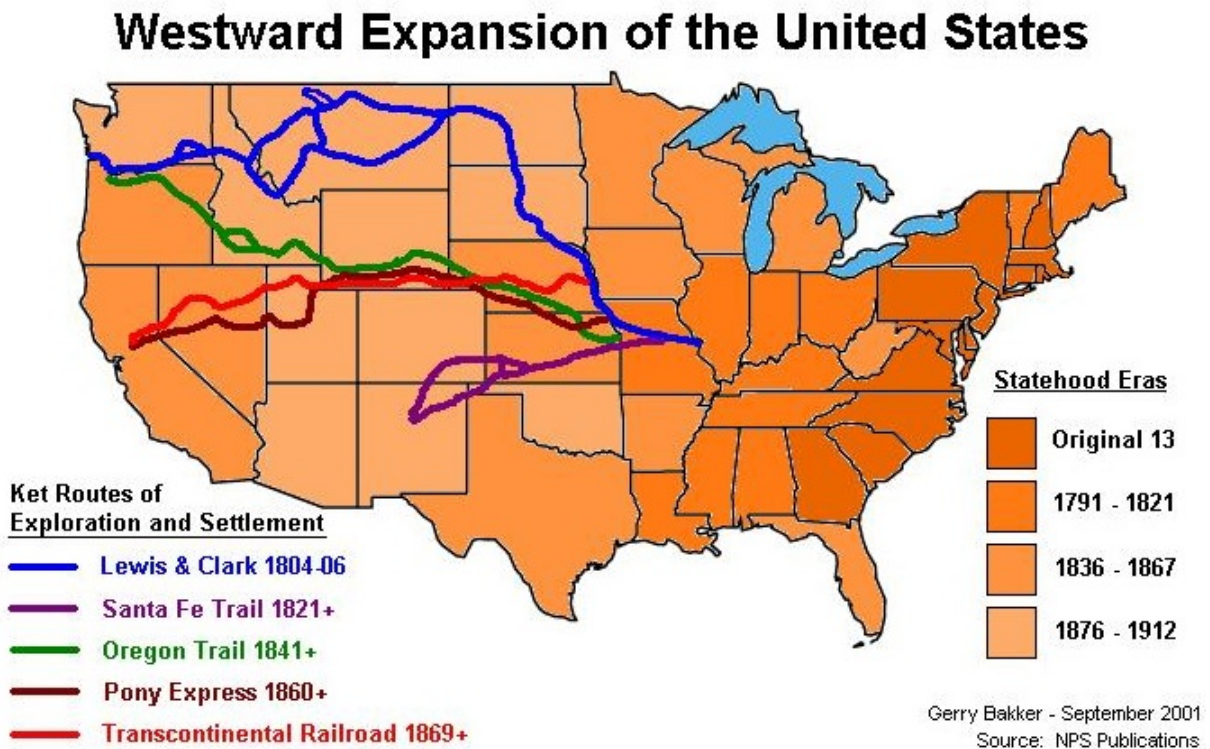 Westward Expansion of the United States
Statehood Eras
Original 13
1791 - 1821
1836 - 1867
1876 - 1912
Ket Routes of
Exploration and Settlement
Lewis & Clark 1804-06
Santa Fe Trail 1821+
Oregon Trail 1841+
Pony Express 1860+
Transcontinental Railroad 1869+
Gerry Bakker - September 2001
Source: NPS Publications